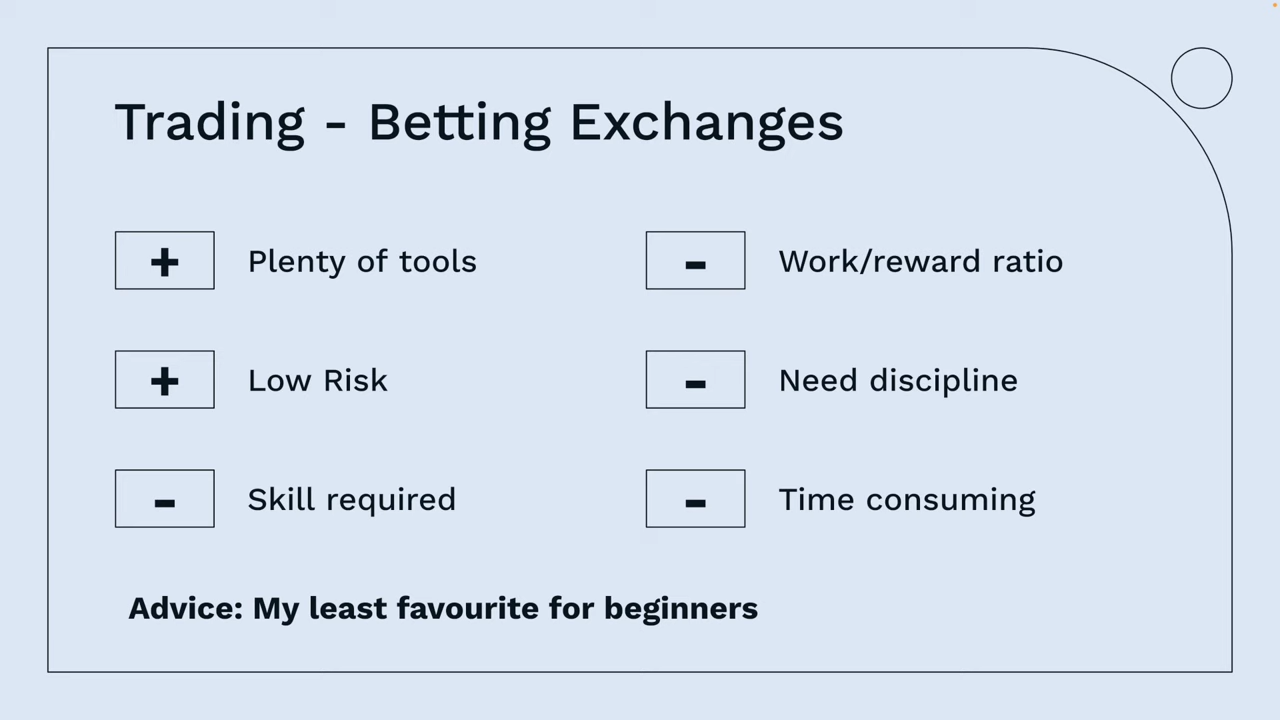 Trading - Betting Exchanges
+ Plenty of tools
- Work/reward ratio
+ Low Risk
- Need discipline
- Skill required
- Time consuming
Advice: My least favourite for beginners